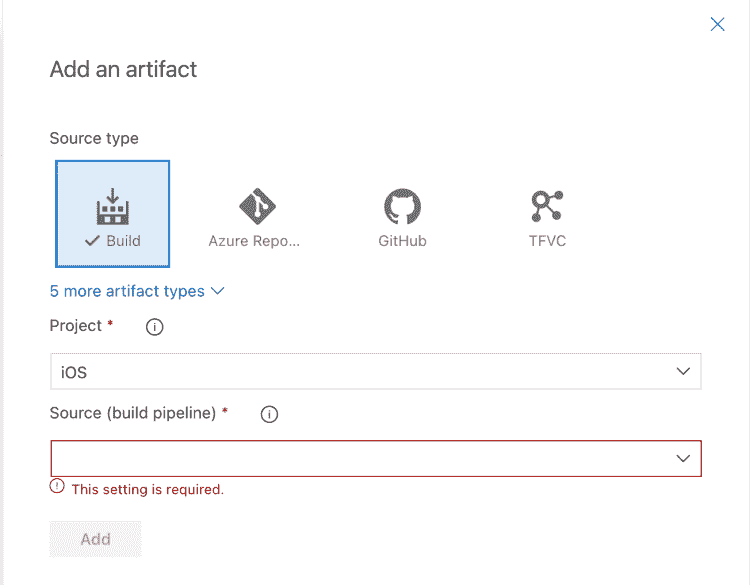 Add an artifact
Source type
Build
Azure Repo...
GitHub
TFVC
5 more artifact types
Project *
iOS
Source (build pipeline) *
This setting is required.
Add